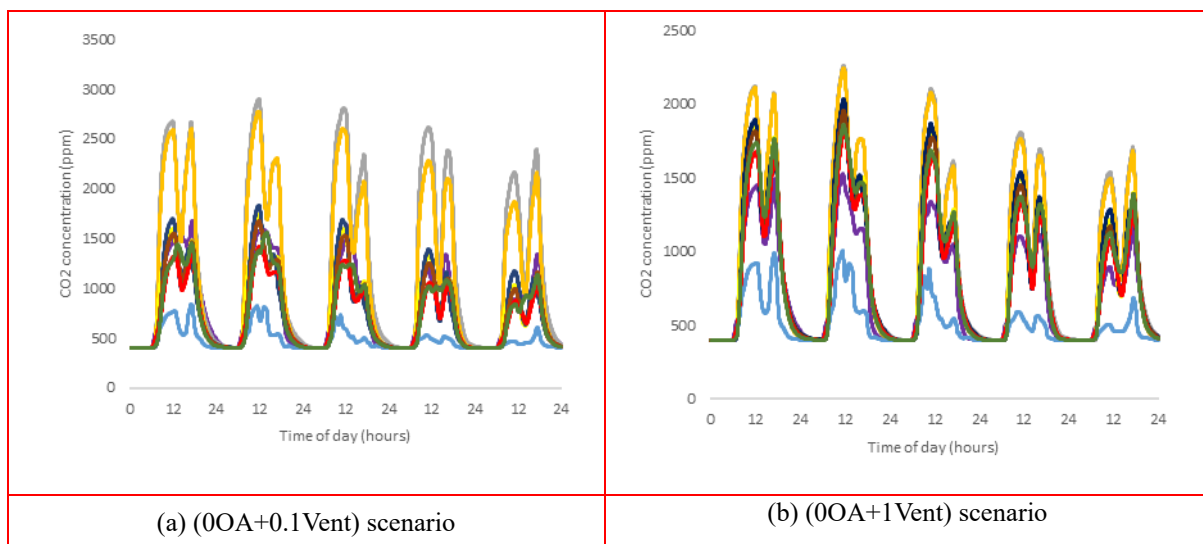 3500
3000
2500
2000
1500
1000
500
0
CO2 concentration (ppm)
0 12 24 12 24 12 24 12 24 12 24
Time of day (hours)
(a) (0OA+0.1Vent) scenario
2500
2000
1500
1000
500
0
CO2 concentration (ppm)
0 12 24 12 24 12 24 12 24 12 24
Time of day (hours)
(b) (0OA+1Vent) scenario